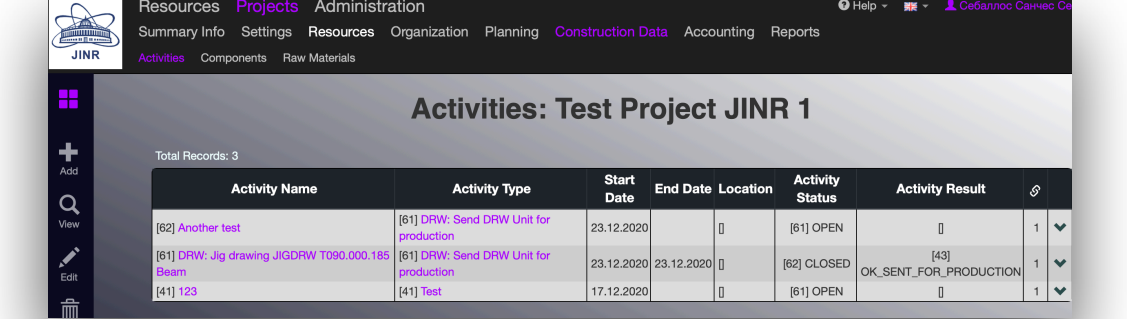 Resources Projects Administration
Help
Себаллос Санчес Се
Summary Info Settings Resources Organization Planning Construction Data Accounting Reports
JINR
Activities Components Raw Materials
Activities: Test Project JINR 1
Add
View
Edit
Total Records: 3
Activity Name Activity Type Start Date End Date Location Activity Status Activity Result
[62] Another test [61] DRW: Send DRW Unit for production 23.12.2020 [] [61] OPEN [] 1
[61] DRW: Jig drawing JIGDRW T090.000.185 Beam [61] DRW: Send DRW Unit for production 23.12.2020 23.12.2020 [] [62] CLOSED [43] OK_SENT_FOR_PRODUCTION 1
[41] 123 [41] Test 17.12.2020 [] [61] OPEN [] 1